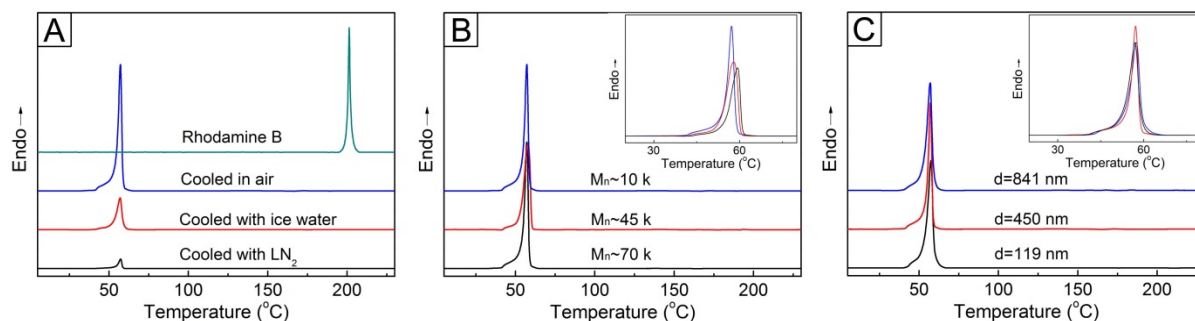 A
Endo→
Rhodamine B
Cooled in air
Cooled with ice water
Cooled with LN₂
50 100 150 200
Temperature (°C)
B
Endo→
Mn~10 k
Mn~45 k
Mn~70 k
50 100 150 200
Temperature (°C)
Endo→
30 60
Temperature (°C)
C
Endo→
d=841 nm
d=450 nm
d=119 nm
50 100 150 200
Temperature (°C)
Endo→
30 60
Temperature (°C)